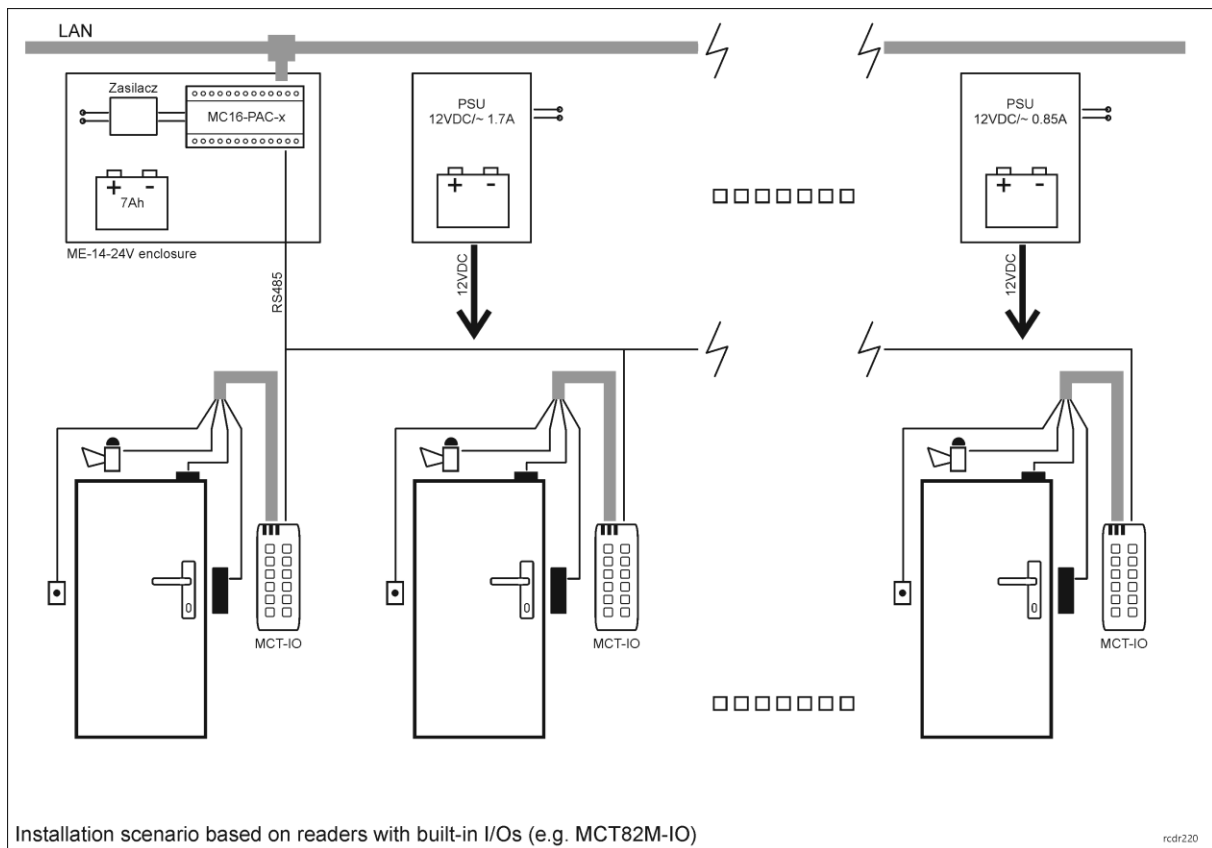 LAN
Zasilacz
MC16-PAC-x
+ -
7Ah
ME-14-24V enclosure
PSU
12VDC/~ 1.7A
+ -
PSU
12VDC/~ 0.85A
+ -
RS485
12VDC
12VDC
MCT-IO
MCT-IO
MCT-IO
Installation scenario based on readers with built-in I/Os (e.g. MCT82M-IO)
rcdr220